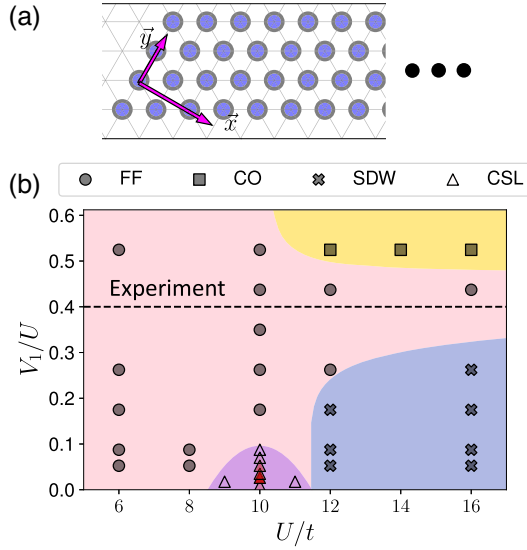 (a)
y⃗
x⃗
(b)
FF CO SDW CSL
0.6
0.5
0.4
0.3
0.2
0.1
0.0
V₁/U
Experiment
6 8 10 12 14 16
U/t